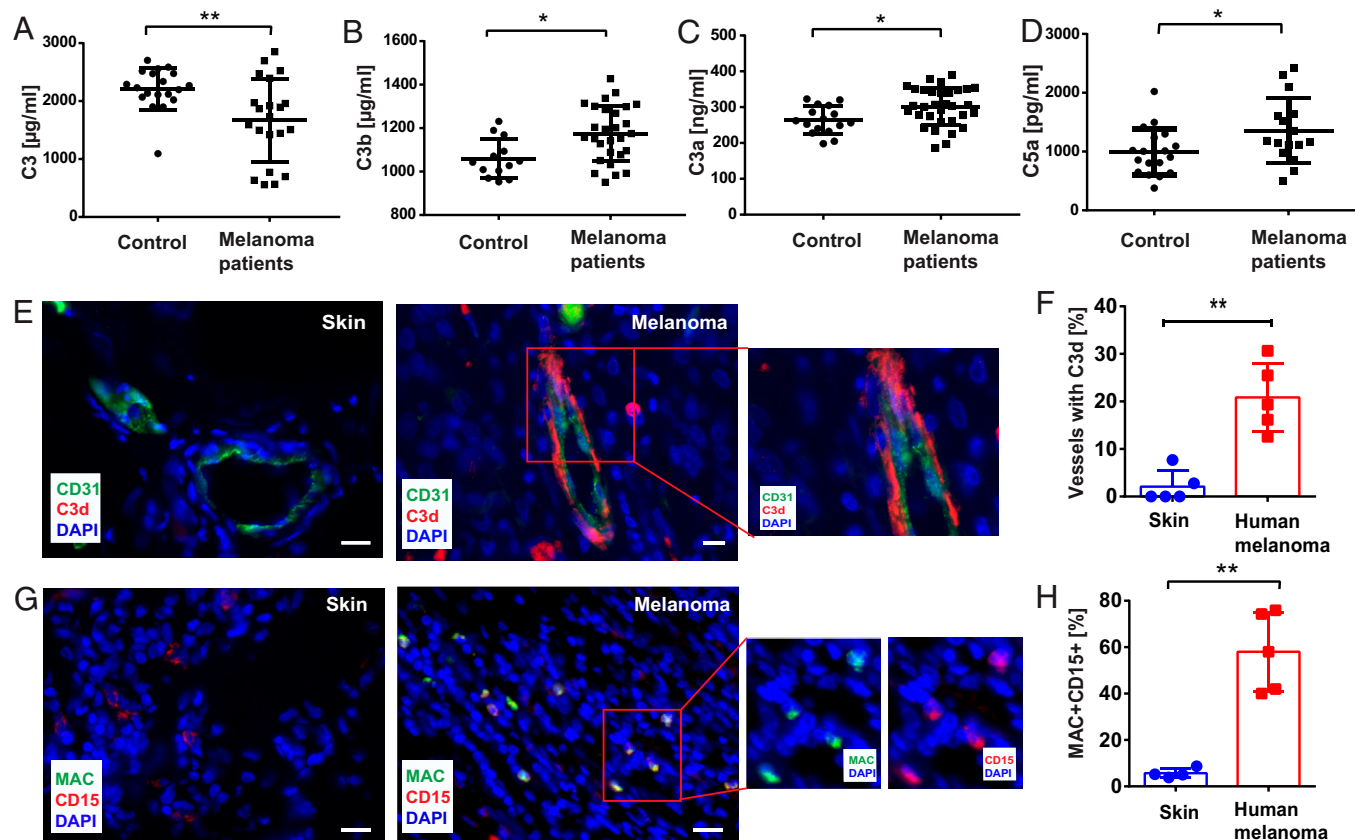 A
**
C3 [µg/ml]
3000
2000
1000
0
Control
Melanoma
patients
B
*
C3b [µg/ml]
1600
1400
1200
1000
800
Control
Melanoma
patients
C
*
C3a [ng/ml]
500
400
300
200
100
0
Control
Melanoma
patients
D
*
C5a [pg/ml]
3000
2000
1000
0
Control
Melanoma
patients
E
Skin
CD31
C3d
DAPI
Melanoma
CD31
C3d
DAPI
CD31
C3d
DAPI
F
**
Vessels with C3d [%]
40
30
20
10
0
Skin
Human
melanoma
G
Skin
MAC
CD15
DAPI
Melanoma
MAC
CD15
DAPI
MAC
DAPI
CD15
DAPI
H
**
MAC+CD15+ [%]
80
60
40
20
0
Skin
Human
melanoma